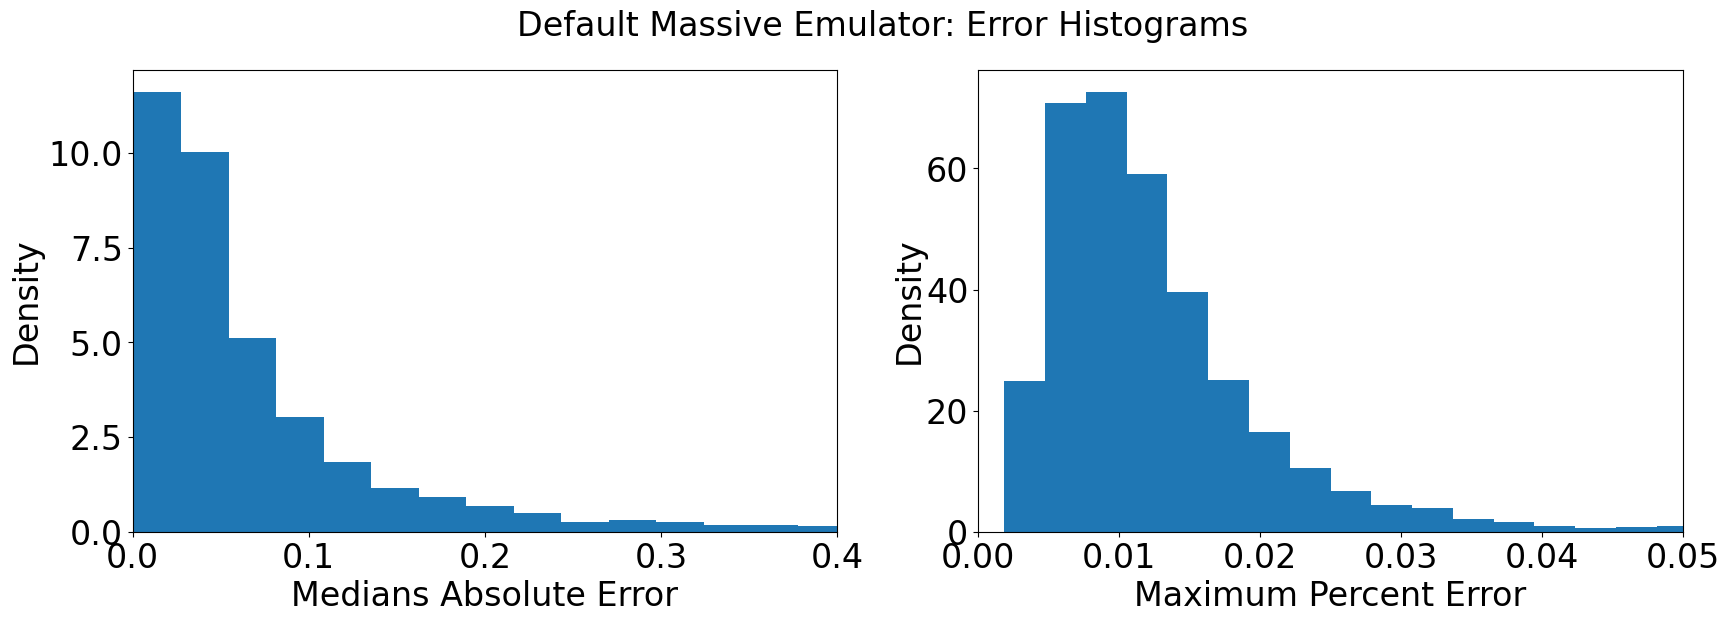 Default Massive Emulator: Error Histograms
Density
10.0
7.5
5.0
2.5
0.0
0.0 0.1 0.2 0.3 0.4
Medians Absolute Error
Density
60
40
20
0
0.00 0.01 0.02 0.03 0.04 0.05
Maximum Percent Error